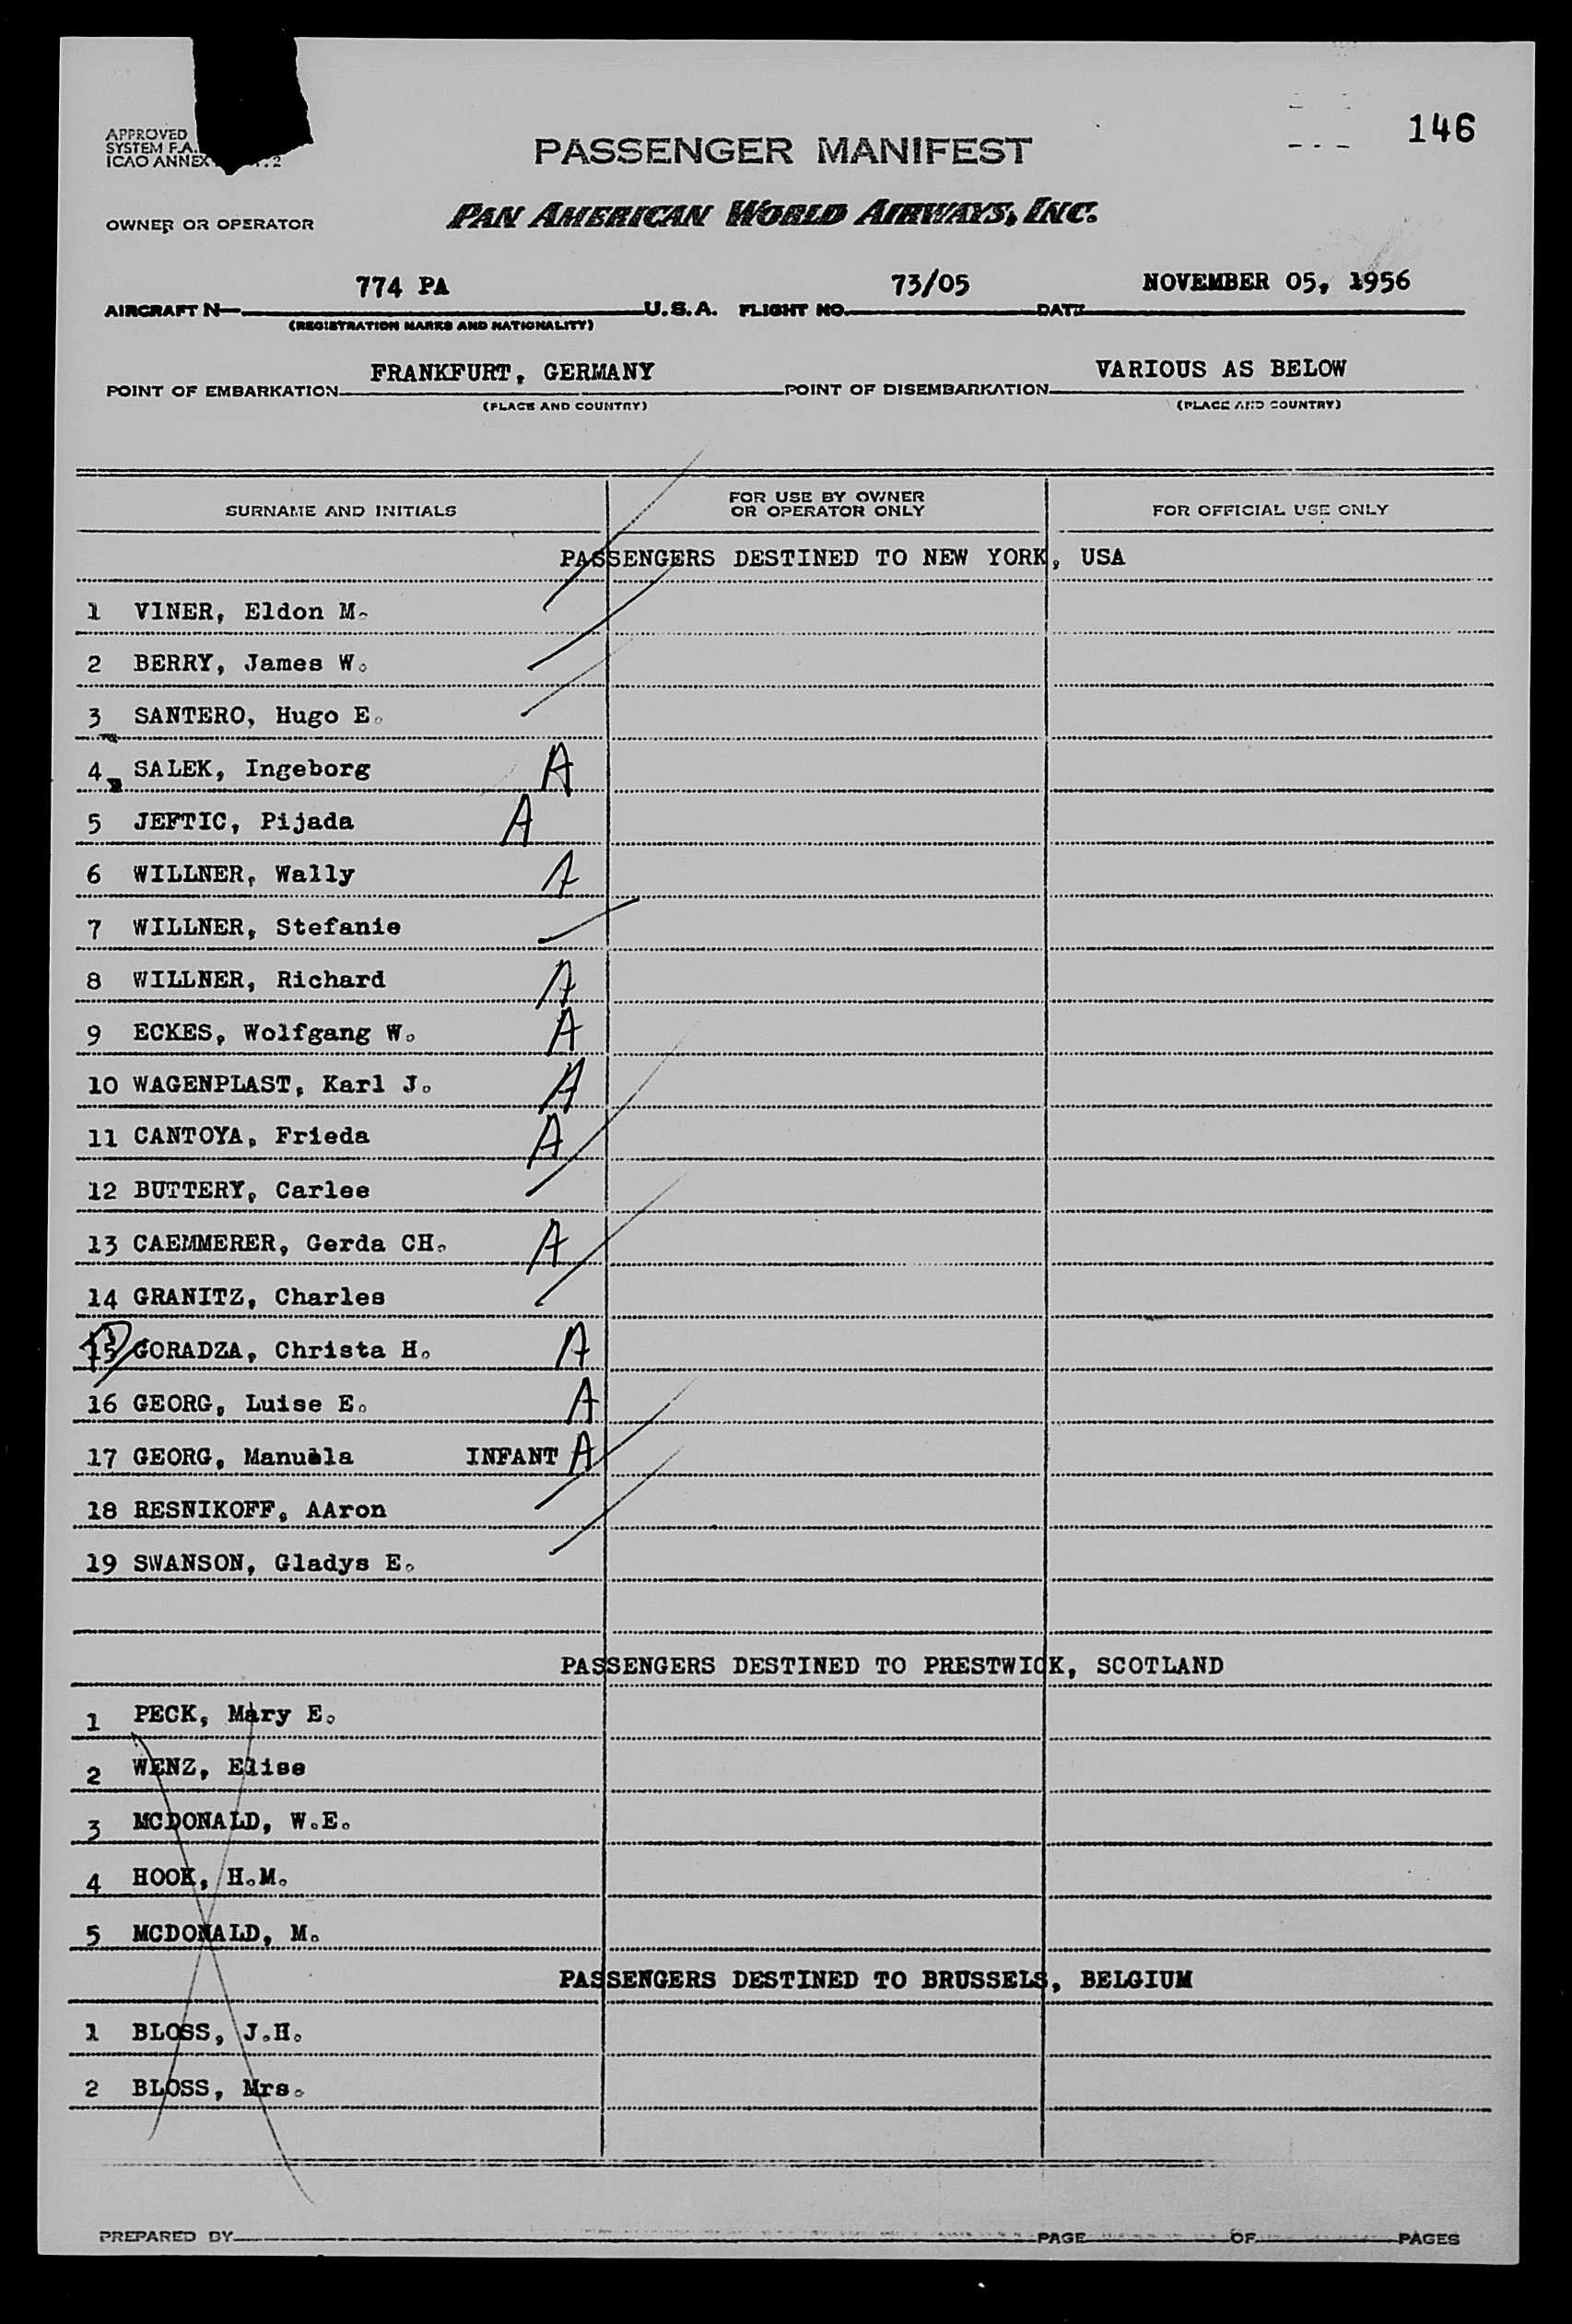 146
APPROVED
SYSTEM F.A.
ICAO ANNEX 2
PASSENGER MANIFEST
OWNER OR OPERATOR PAN AMERICAN WORLD AIRWAYS, INC.
774 PA 73/05 NOVEMBER 05, 1956
AIRCRAFT N U.S.A. FLIGHT NO. DATE
(REGISTRATION MARKS AND NATIONALITY)
FRANKFURT, GERMANY VARIOUS AS BELOW
POINT OF EMBARKATION POINT OF DISEMBARKATION
(PLACE AND COUNTRY) (PLACE AND COUNTRY)
SURNAME AND INITIALS FOR USE BY OWNER OR OPERATOR ONLY FOR OFFICIAL USE ONLY
PASSENGERS DESTINED TO NEW YORK, USA
1 VINER, Eldon M.
2 BERRY, James W.
3 SANTERO, Hugo E.
4 SALEK, Ingeborg A
5 JEFTIC, Pijada A
6 WILLNER, Wally A
7 WILLNER, Stefanie
8 WILLNER, Richard A
9 ECKES, Wolfgang W. A
10 WAGENPLAST, Karl J. A
11 CANTOYA, Frieda A
12 BUTTERY, Carlee
13 CAEMMERER, Gerda CH. A
14 GRANITZ, Charles
15 GORADZA, Christa H. A
16 GEORG, Luise E. A
17 GEORG, Manuela INFANT A
18 RESNIKOFF, AAron
19 SWANSON, Gladys E.
PASSENGERS DESTINED TO PRESTWICK, SCOTLAND
1 PECK, Mary E.
2 WENZ, Elise
3 MCDONALD, W.E.
4 HOOK, H.M.
5 MCDONALD, M.
PASSENGERS DESTINED TO BRUSSELS, BELGIUM
1 BLOSS, J.H.
2 BLOSS, Mrs.
PREPARED BY PAGE OF PAGES